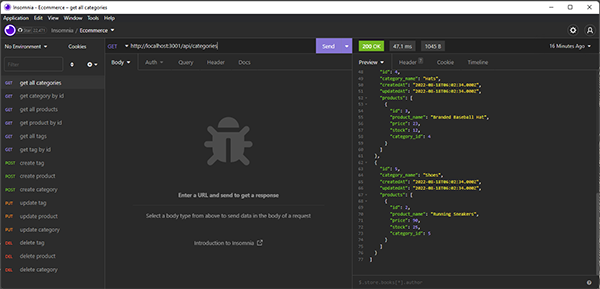 Insomnia - Ecommerce - get all categories
Application File Edit View Window Tools Help
Insomnia / Ecommerce
No Environment Cookies
Filter
GET get all categories
GET get category by id
GET get all products
GET get product by id
GET get all tags
GET get tag by id
POST create tag
POST create product
POST create category
PUT update tag
PUT update product
PUT update category
DEL delete tag
DEL delete product
DEL delete category
GET http://localhost:3001/api/categories Send
Body Auth Query Header Docs
Enter a URL and send to get a response
Select a body type from above to send data in the body of a request
Introduction to Insomnia
200 OK 47.1 ms 1045 B 16 Minutes Ago
Preview Header Cookie Timeline
"id": 4,
"category_name": "Hats",
"createdAt": "2022-08-18T06:02:34.000Z",
"updatedAt": "2022-08-18T06:02:34.000Z",
"products": [
{
"id": 3,
"product_name": "Branded Baseball Hat",
"price": 23,
"stock": 12,
"category_id": 4
}
]
},
{
"id": 5,
"category_name": "Shoes",
"createdAt": "2022-08-18T06:02:34.000Z",
"updatedAt": "2022-08-18T06:02:34.000Z",
"products": [
{
"id": 2,
"product_name": "Running Sneakers",
"price": 90,
"stock": 25,
"category_id": 5
}
]
}
]
$.store.books[*].author